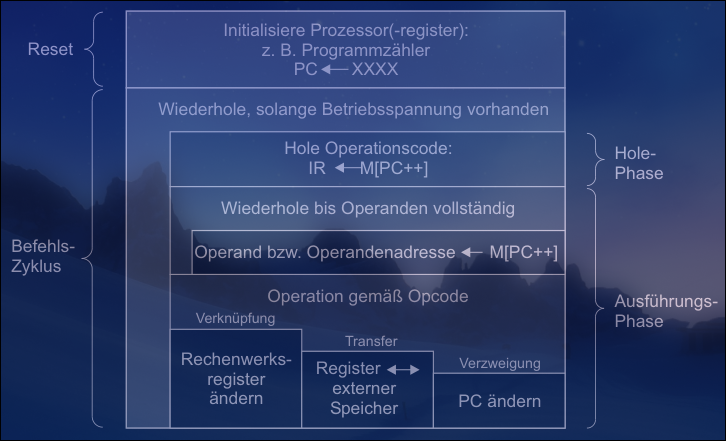 Initialisiere Prozessor(-register):
z. B. Programmzähler
PC ← XXXX
Reset
Wiederhole, solange Betriebsspannung vorhanden
Hole Operationscode:
IR ← M[PC++]
Hole-
Phase
Wiederhole bis Operanden vollständig
Befehls-
Zyklus
Operand bzw. Operandenadresse ← M[PC++]
Operation gemäß Opcode
Ausführungs-
Phase
Verknüpfung
Rechenwerks-
register
ändern
Transfer
Register ↔
externer
Speicher
Verzweigung
PC ändern